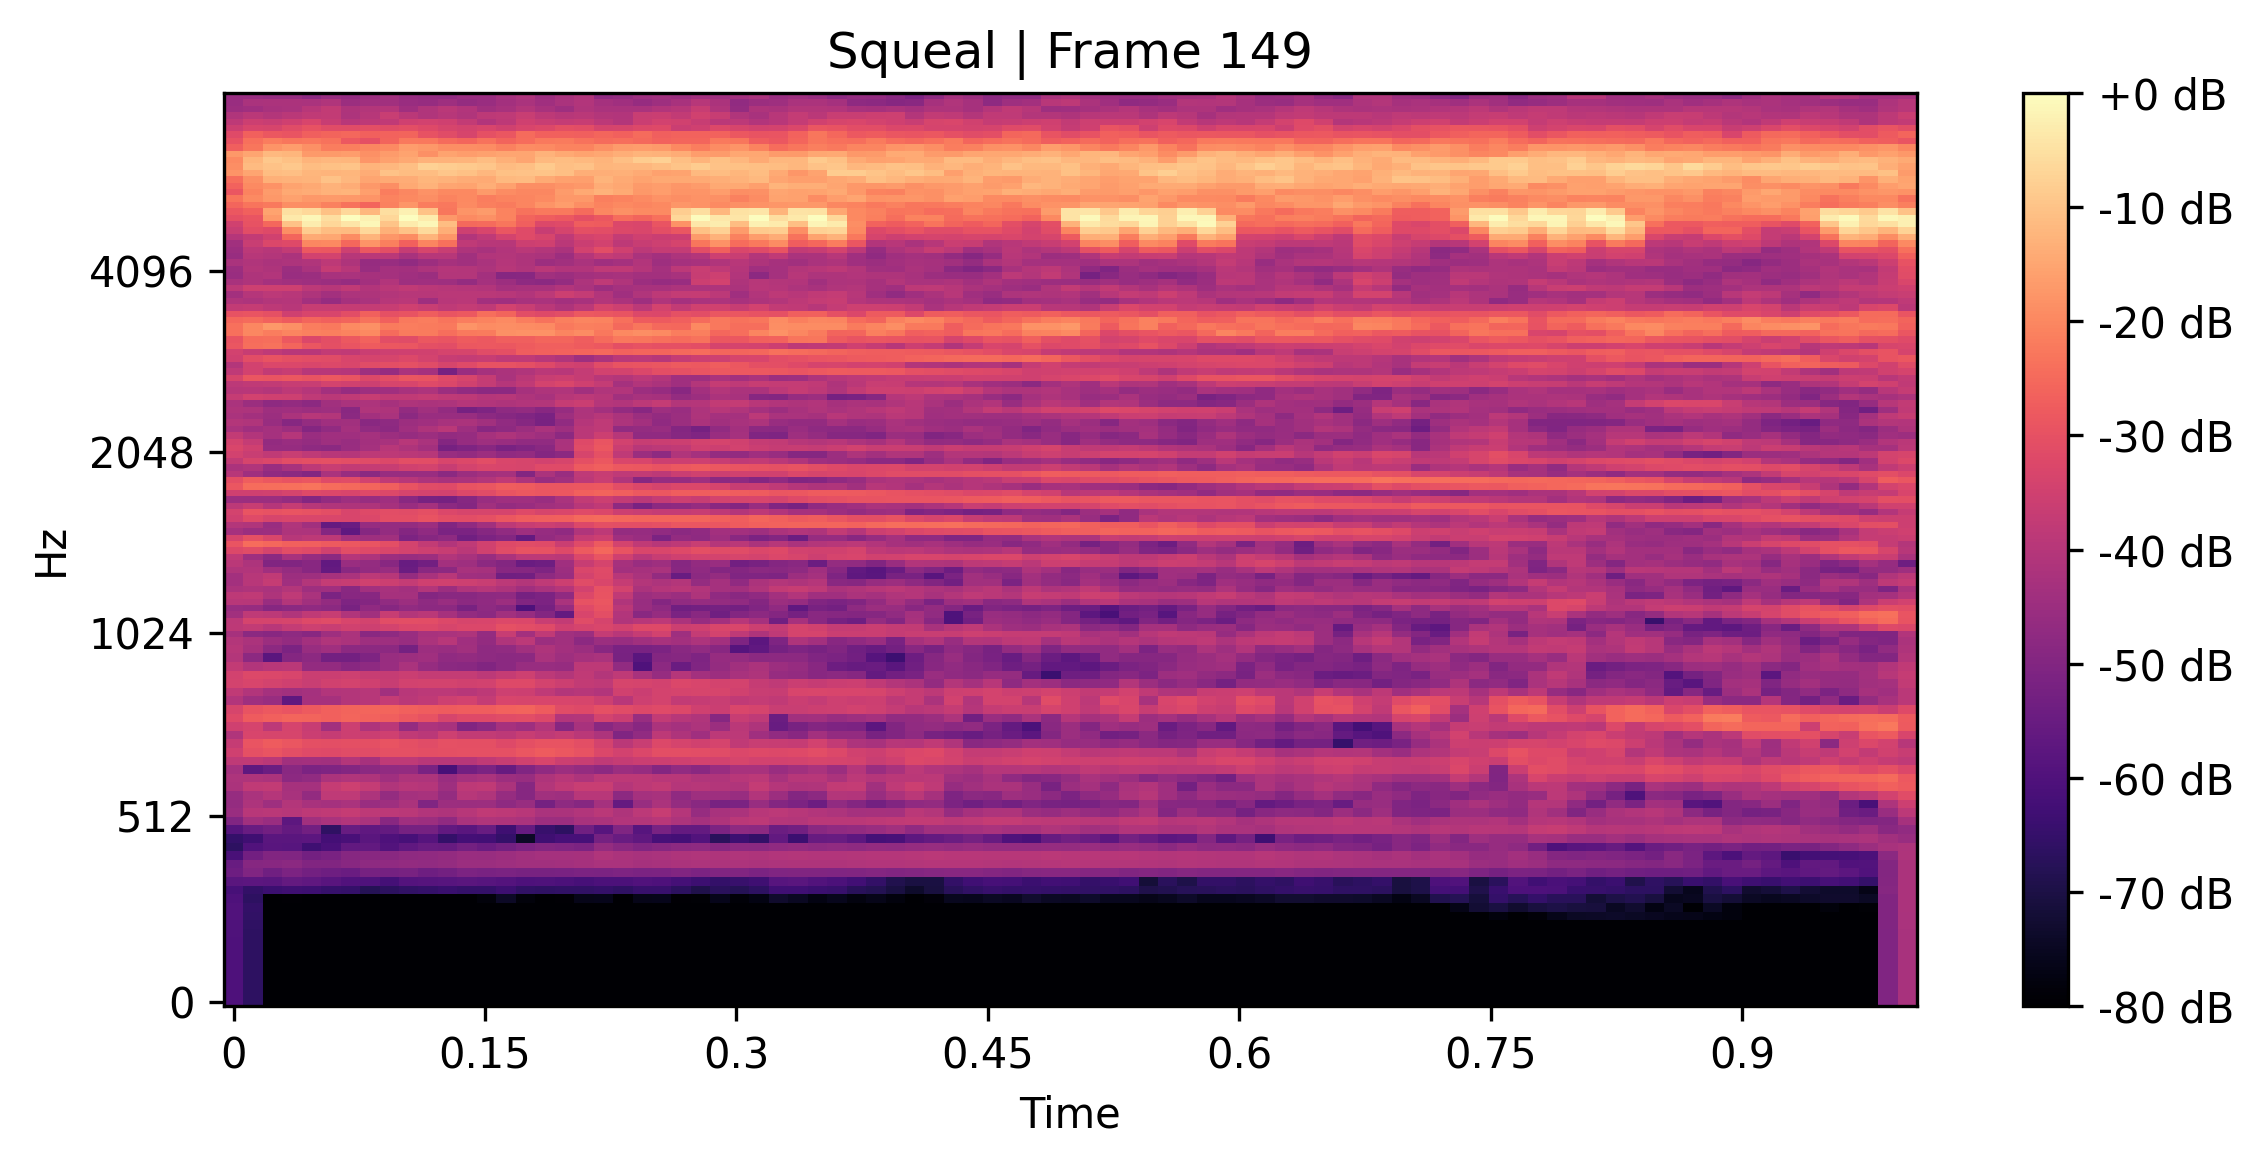 Squeal | Frame 149
+0 dB
-10 dB
-20 dB
-30 dB
-40 dB
-50 dB
-60 dB
-70 dB
-80 dB
4096
2048
1024
512
0
Hz
0 0.15 0.3 0.45 0.6 0.75 0.9
Time